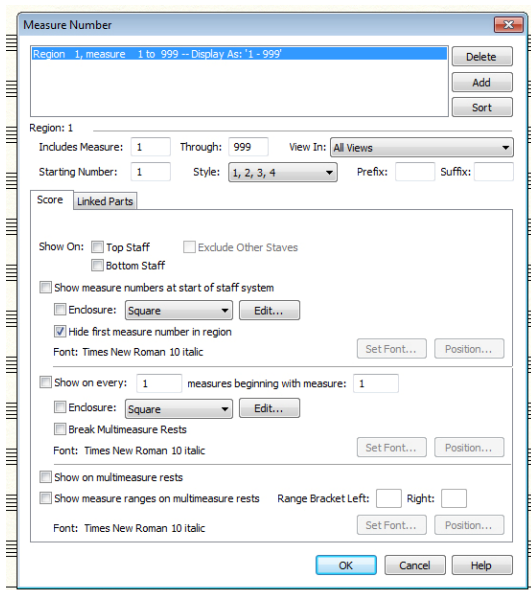 Measure Number
Region 1, measure 1 to 999 -- Display As: '1 - 999'
Delete
Add
Sort
Region: 1
Includes Measure: 1 Through: 999 View In: All Views
Starting Number: 1 Style: 1, 2, 3, 4 Prefix: Suffix:
Score Linked Parts
Show On: Top Staff Exclude Other Staves
Bottom Staff
Show measure numbers at start of staff system
Enclosure: Square Edit...
Hide first measure number in region
Font: Times New Roman 10 italic Set Font... Position...
Show on every: 1 measures beginning with measure: 1
Enclosure: Square Edit...
Break Multimeasure Rests
Font: Times New Roman 10 italic Set Font... Position...
Show on multimeasure rests
Show measure ranges on multimeasure rests Range Bracket Left: Right:
Font: Times New Roman 10 italic Set Font... Position...
OK Cancel Help